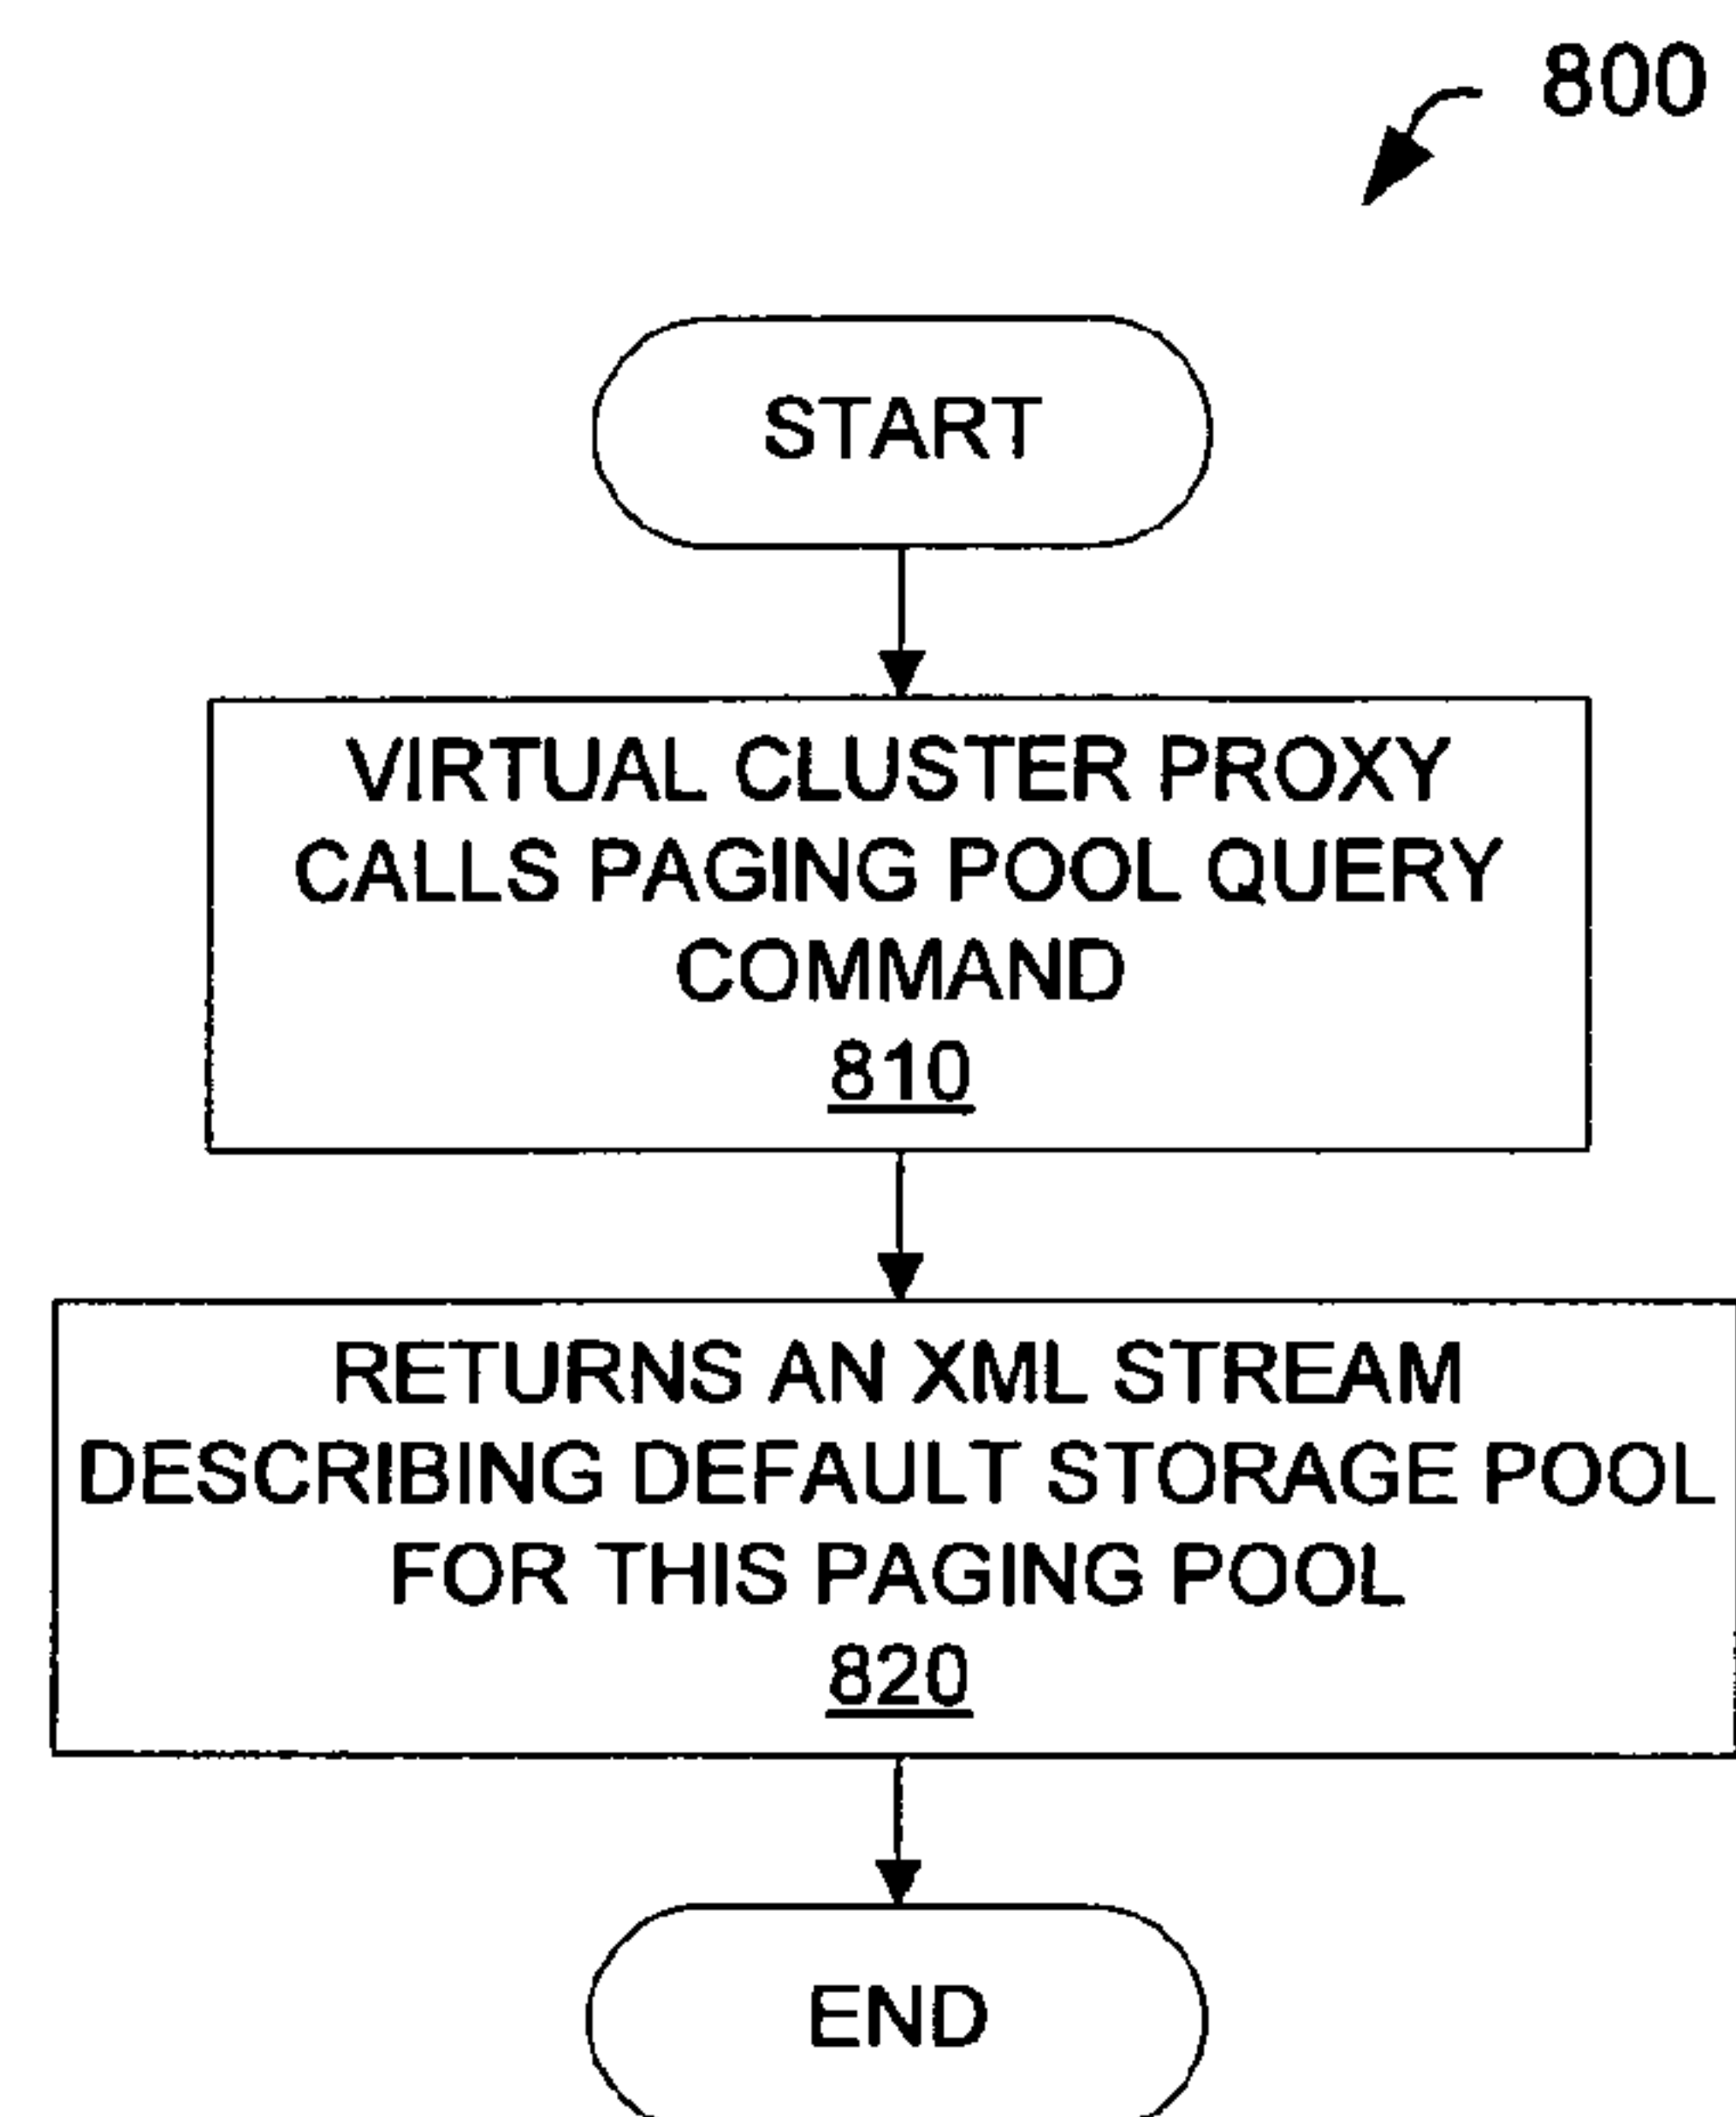 800
START
VIRTUAL CLUSTER PROXY
CALLS PAGING POOL QUERY
COMMAND
810
RETURNS AN XML STREAM
DESCRIBING DEFAULT STORAGE POOL
FOR THIS PAGING POOL
820
END